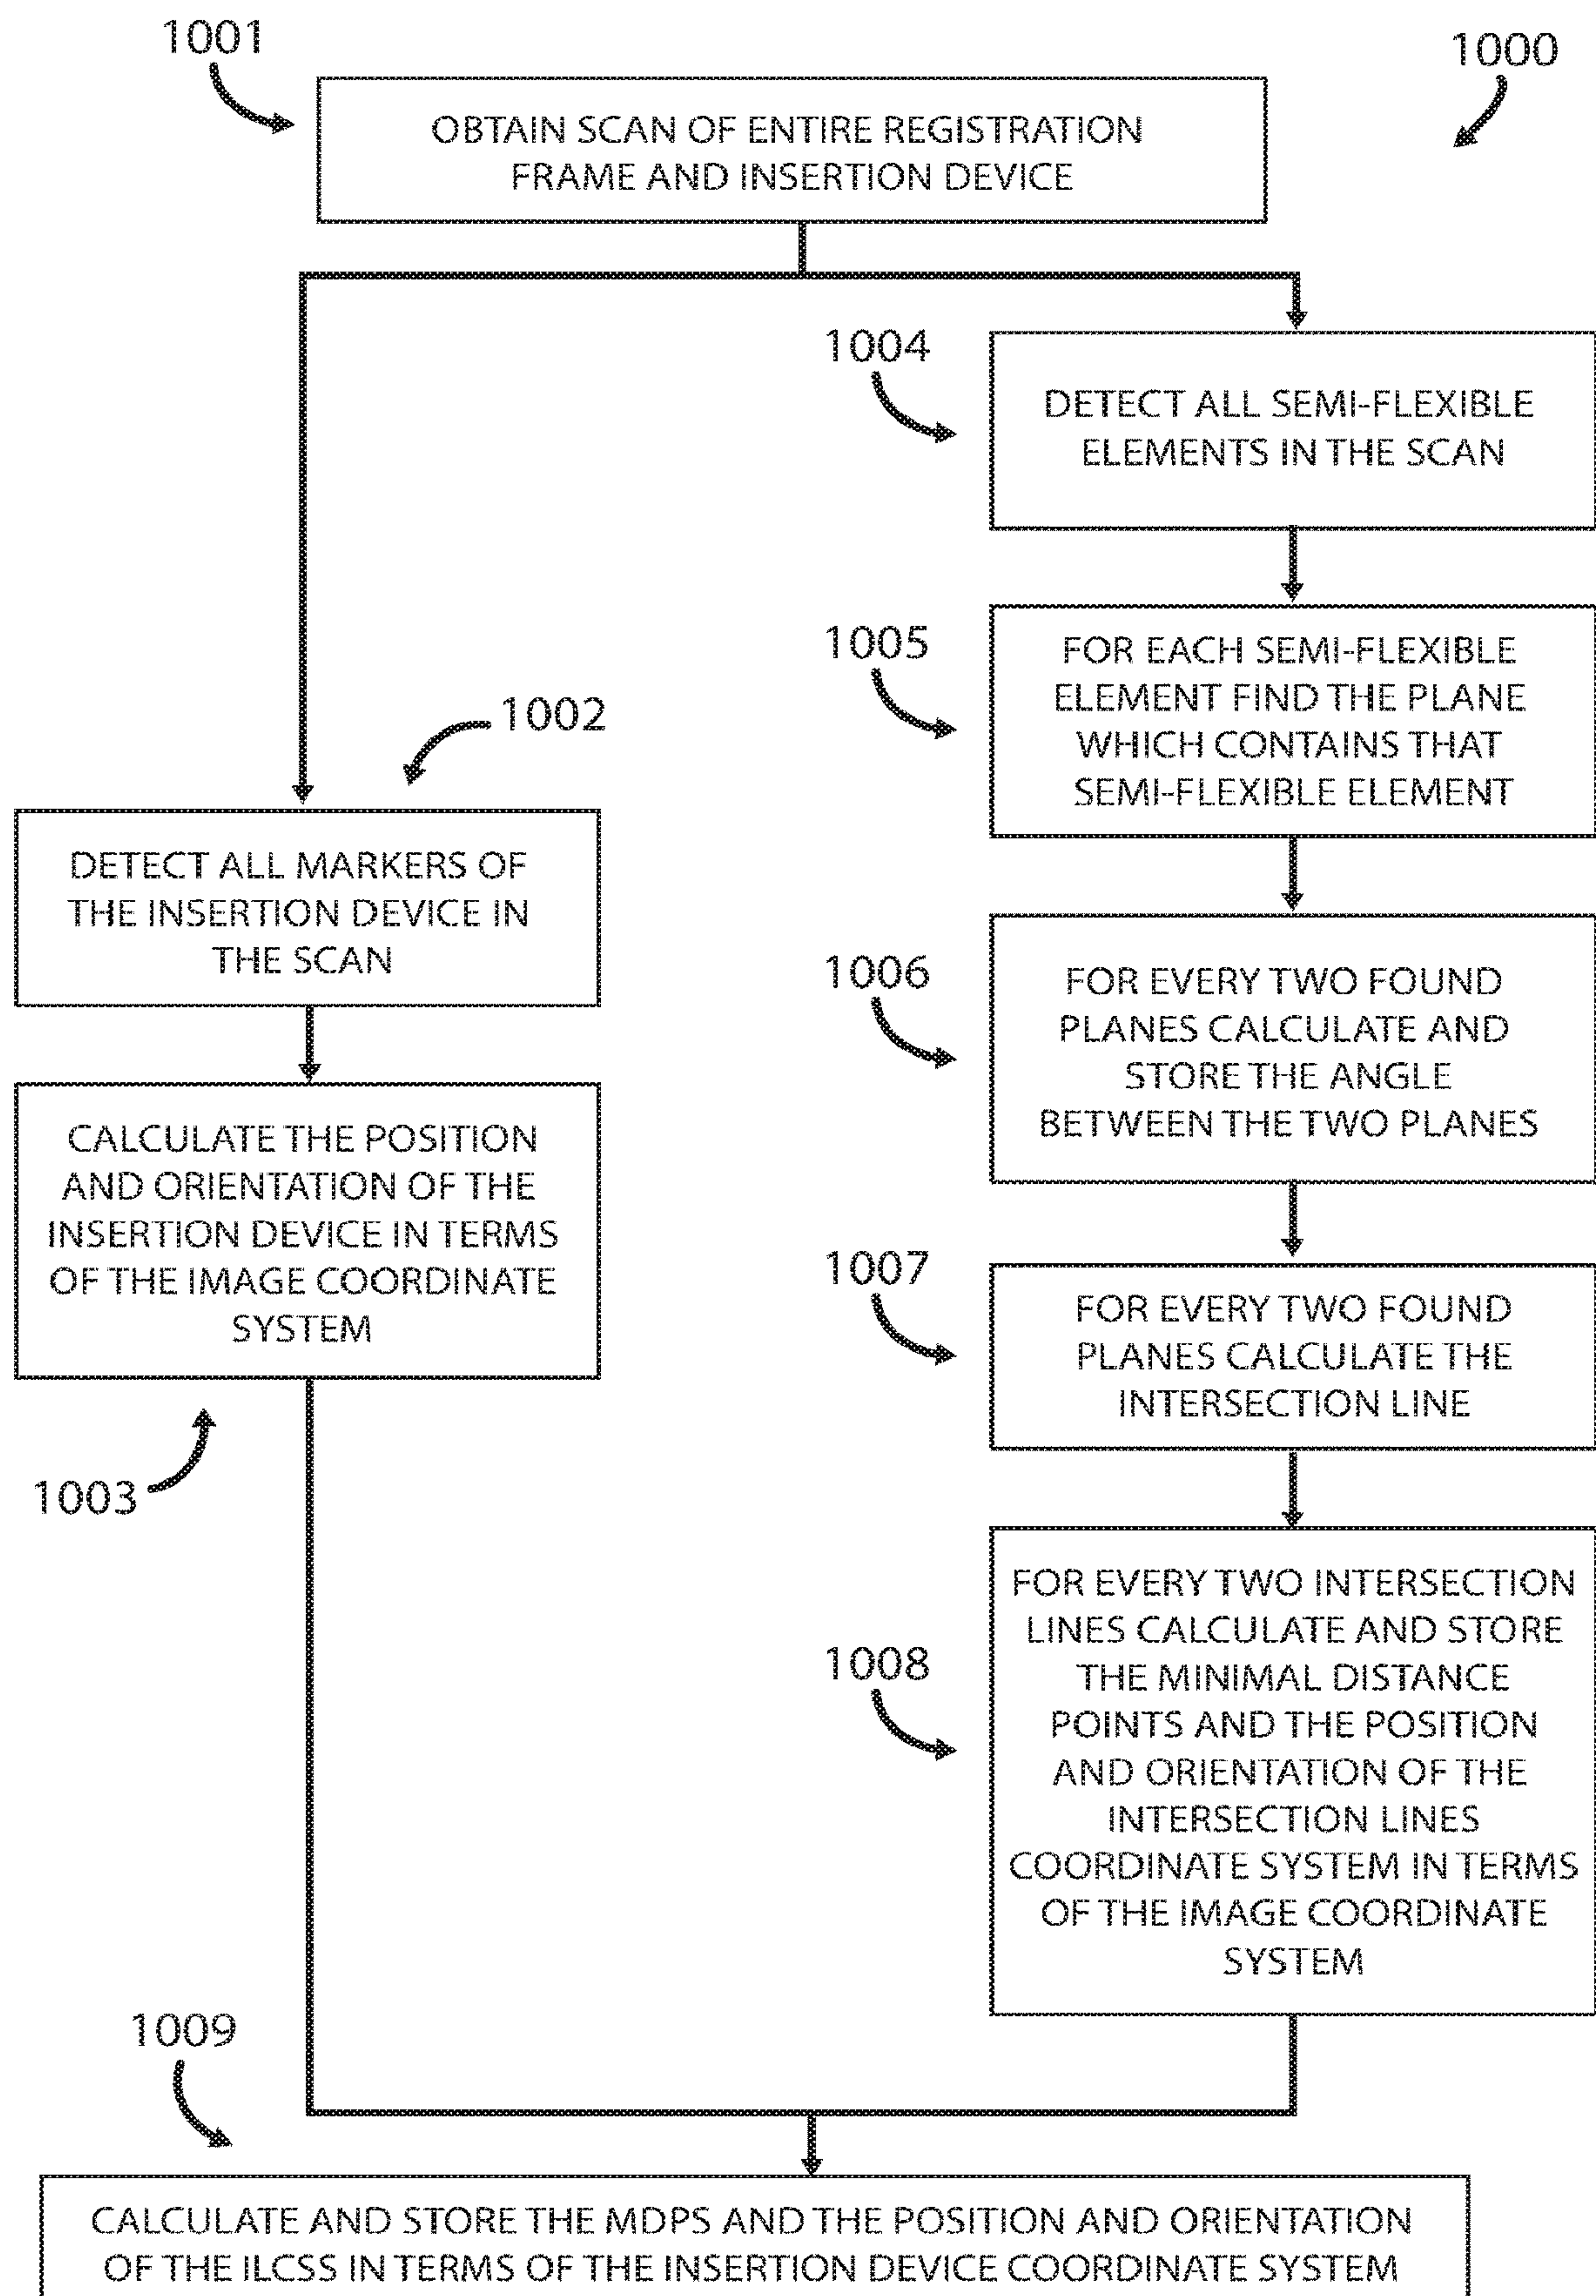 1001
1000
OBTAIN SCAN OF ENTIRE REGISTRATION
FRAME AND INSERTION DEVICE
1004
DETECT ALL SEMI-FLEXIBLE
ELEMENTS IN THE SCAN
1005
FOR EACH SEMI-FLEXIBLE
ELEMENT FIND THE PLANE
WHICH CONTAINS THAT
SEMI-FLEXIBLE ELEMENT
1002
DETECT ALL MARKERS OF
THE INSERTION DEVICE IN
THE SCAN
1006
FOR EVERY TWO FOUND
PLANES CALCULATE AND
STORE THE ANGLE
BETWEEN THE TWO PLANES
CALCULATE THE POSITION
AND ORIENTATION OF THE
INSERTION DEVICE IN TERMS
OF THE IMAGE COORDINATE
SYSTEM
1003
1007
FOR EVERY TWO FOUND
PLANES CALCULATE THE
INTERSECTION LINE
1008
FOR EVERY TWO INTERSECTION
LINES CALCULATE AND STORE
THE MINIMAL DISTANCE
POINTS AND THE POSITION
AND ORIENTATION OF THE
INTERSECTION LINES
COORDINATE SYSTEM IN TERMS
OF THE IMAGE COORDINATE
SYSTEM
1009
CALCULATE AND STORE THE MDPS AND THE POSITION AND ORIENTATION
OF THE ILCSS IN TERMS OF THE INSERTION DEVICE COORDINATE SYSTEM